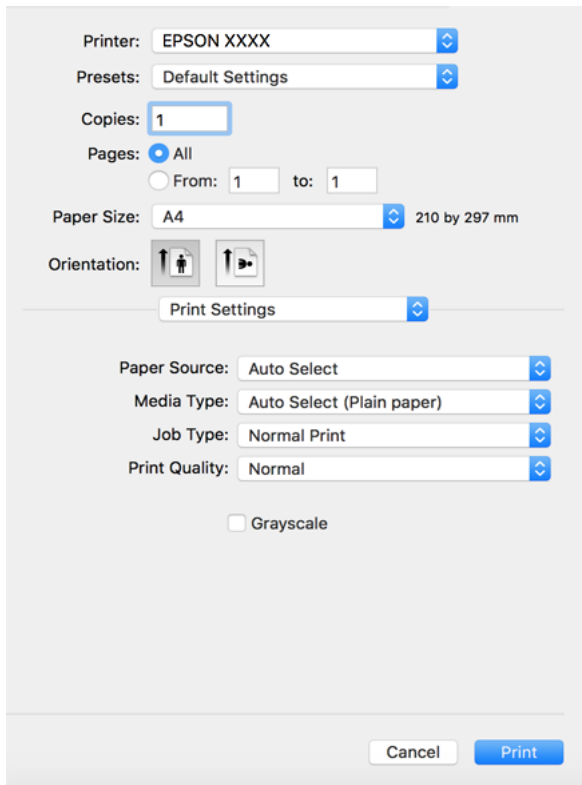 Printer: EPSON XXXX
Presets: Default Settings
Copies: 1
Pages: All
From: 1 to: 1
Paper Size: A4 210 by 297 mm
Orientation:
Print Settings
Paper Source: Auto Select
Media Type: Auto Select (Plain paper)
Job Type: Normal Print
Print Quality: Normal
Grayscale
Cancel Print